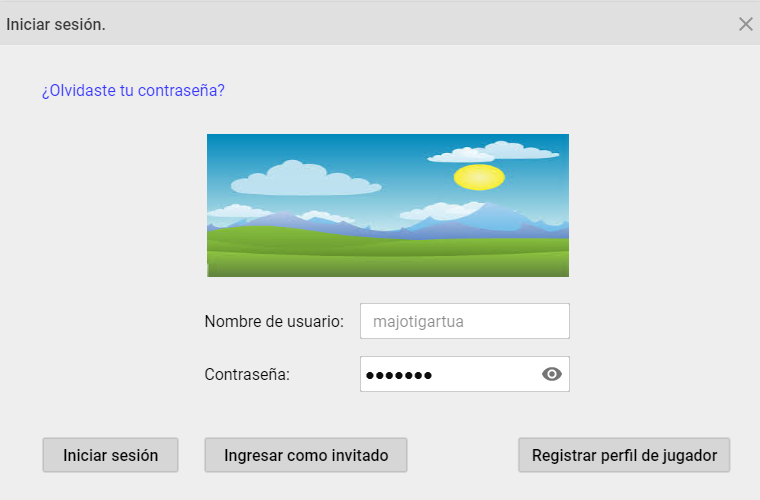 Iniciar sesión.
¿Olvidaste tu contraseña?
Nombre de usuario: majotigartua
Contraseña: ●●●●●●●
Iniciar sesión Ingresar como invitado Registrar perfil de jugador